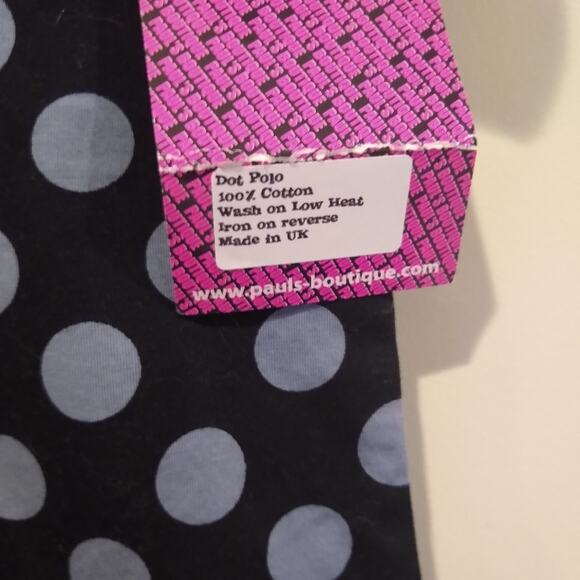 Dot Polo
100% Cotton
Wash on Low Heat
Iron on reverse
Made in UK
www.pauls-boutique.com